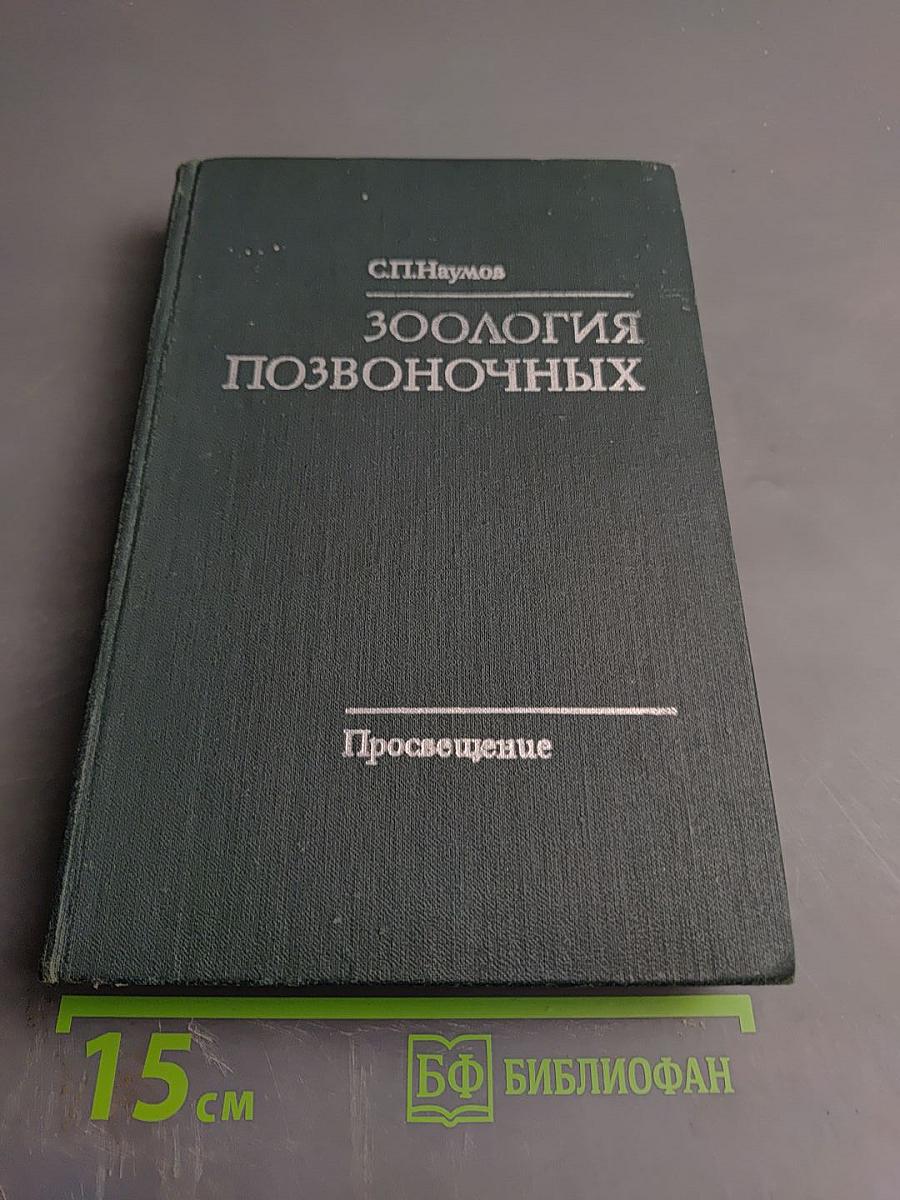 С.П.Наумов
ЗООЛОГИЯ
ПОЗВОНОЧНЫХ
Просвещение
15 см
БФ БИБЛИОФАН